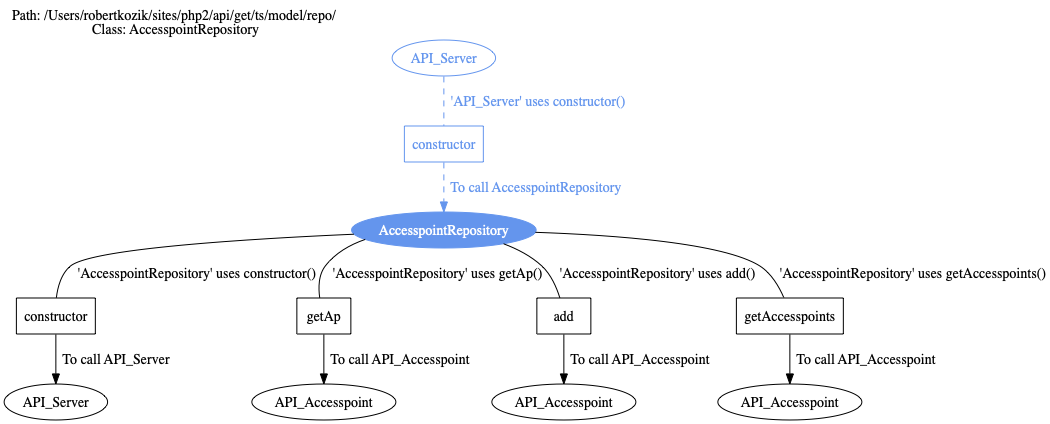 Path: /Users/robertkozik/sites/php2/api/get/ts/model/repo/
Class: AccesspointRepository
API_Server
'API_Server' uses constructor()
constructor
To call AccesspointRepository
AccesspointRepository
'AccesspointRepository' uses constructor()
'AccesspointRepository' uses getAp()
'AccesspointRepository' uses add()
'AccesspointRepository' uses getAccesspoints()
constructor
getAp
add
getAccesspoints
To call API_Server
To call API_Accesspoint
To call API_Accesspoint
To call API_Accesspoint
API_Server
API_Accesspoint
API_Accesspoint
API_Accesspoint